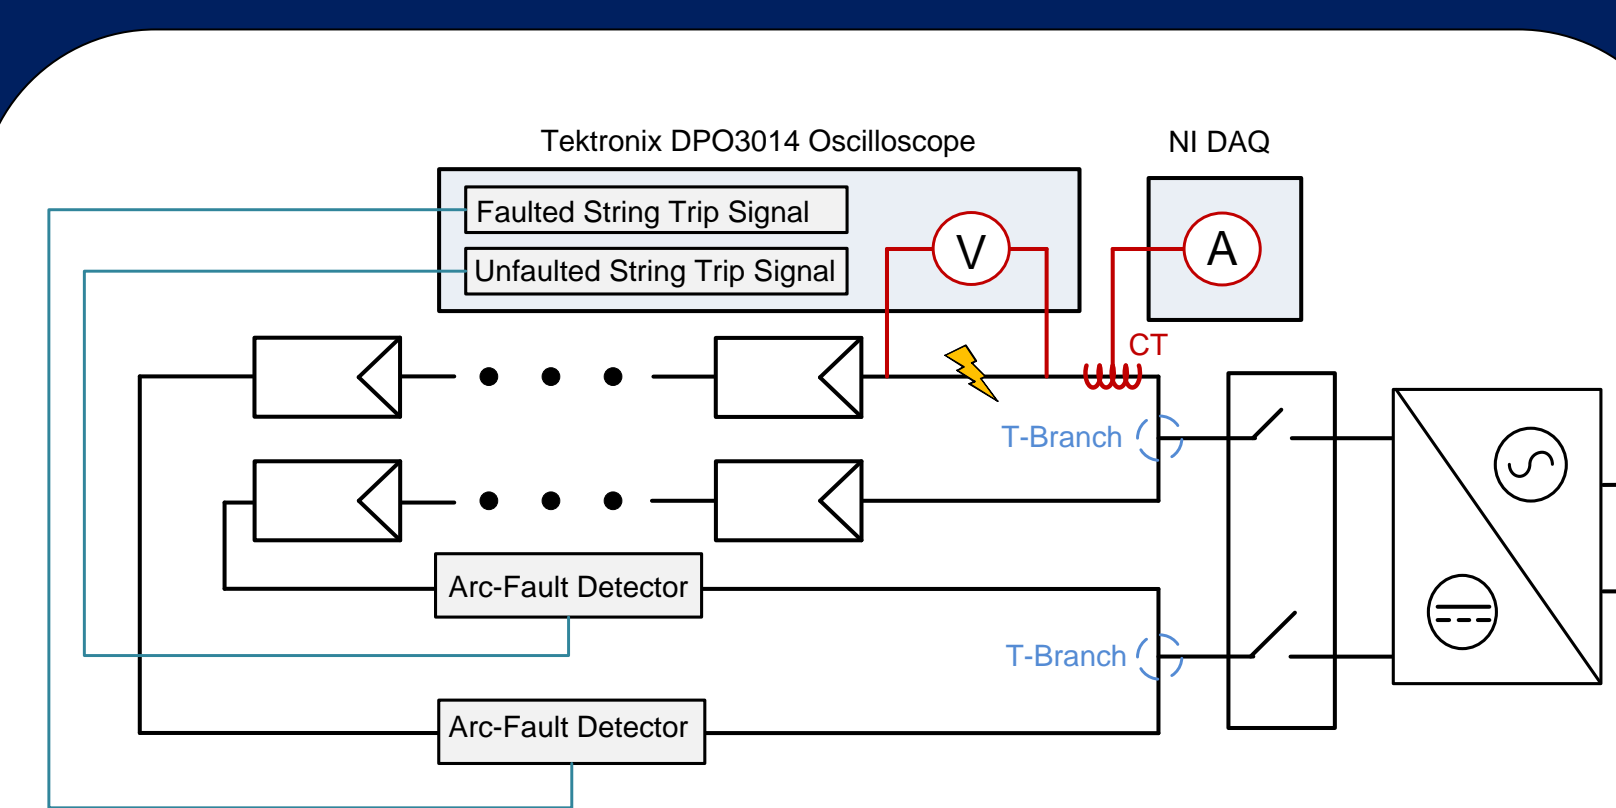 Tektronix DPO3014 Oscilloscope
NI DAQ
Faulted String Trip Signal
Unfaulted String Trip Signal
V
A
CT
T-Branch
Arc-Fault Detector
T-Branch
Arc-Fault Detector